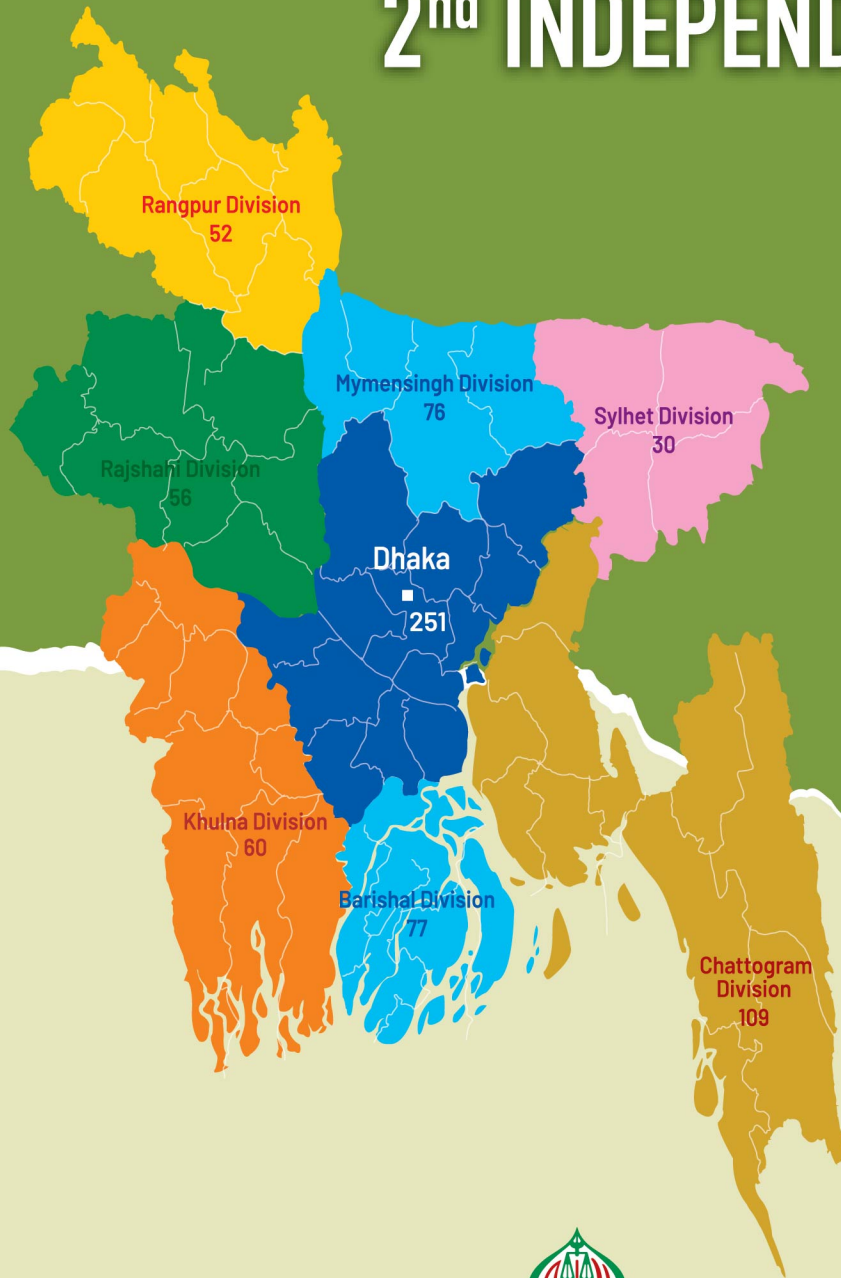 2nd INDEPEND
Rangpur Division
52
Mymensingh Division
76
Sylhet Division
30
Rajshahi Division
56
Dhaka
251
Khulna Division
60
Barishal Division
77
Chattogram
Division
109